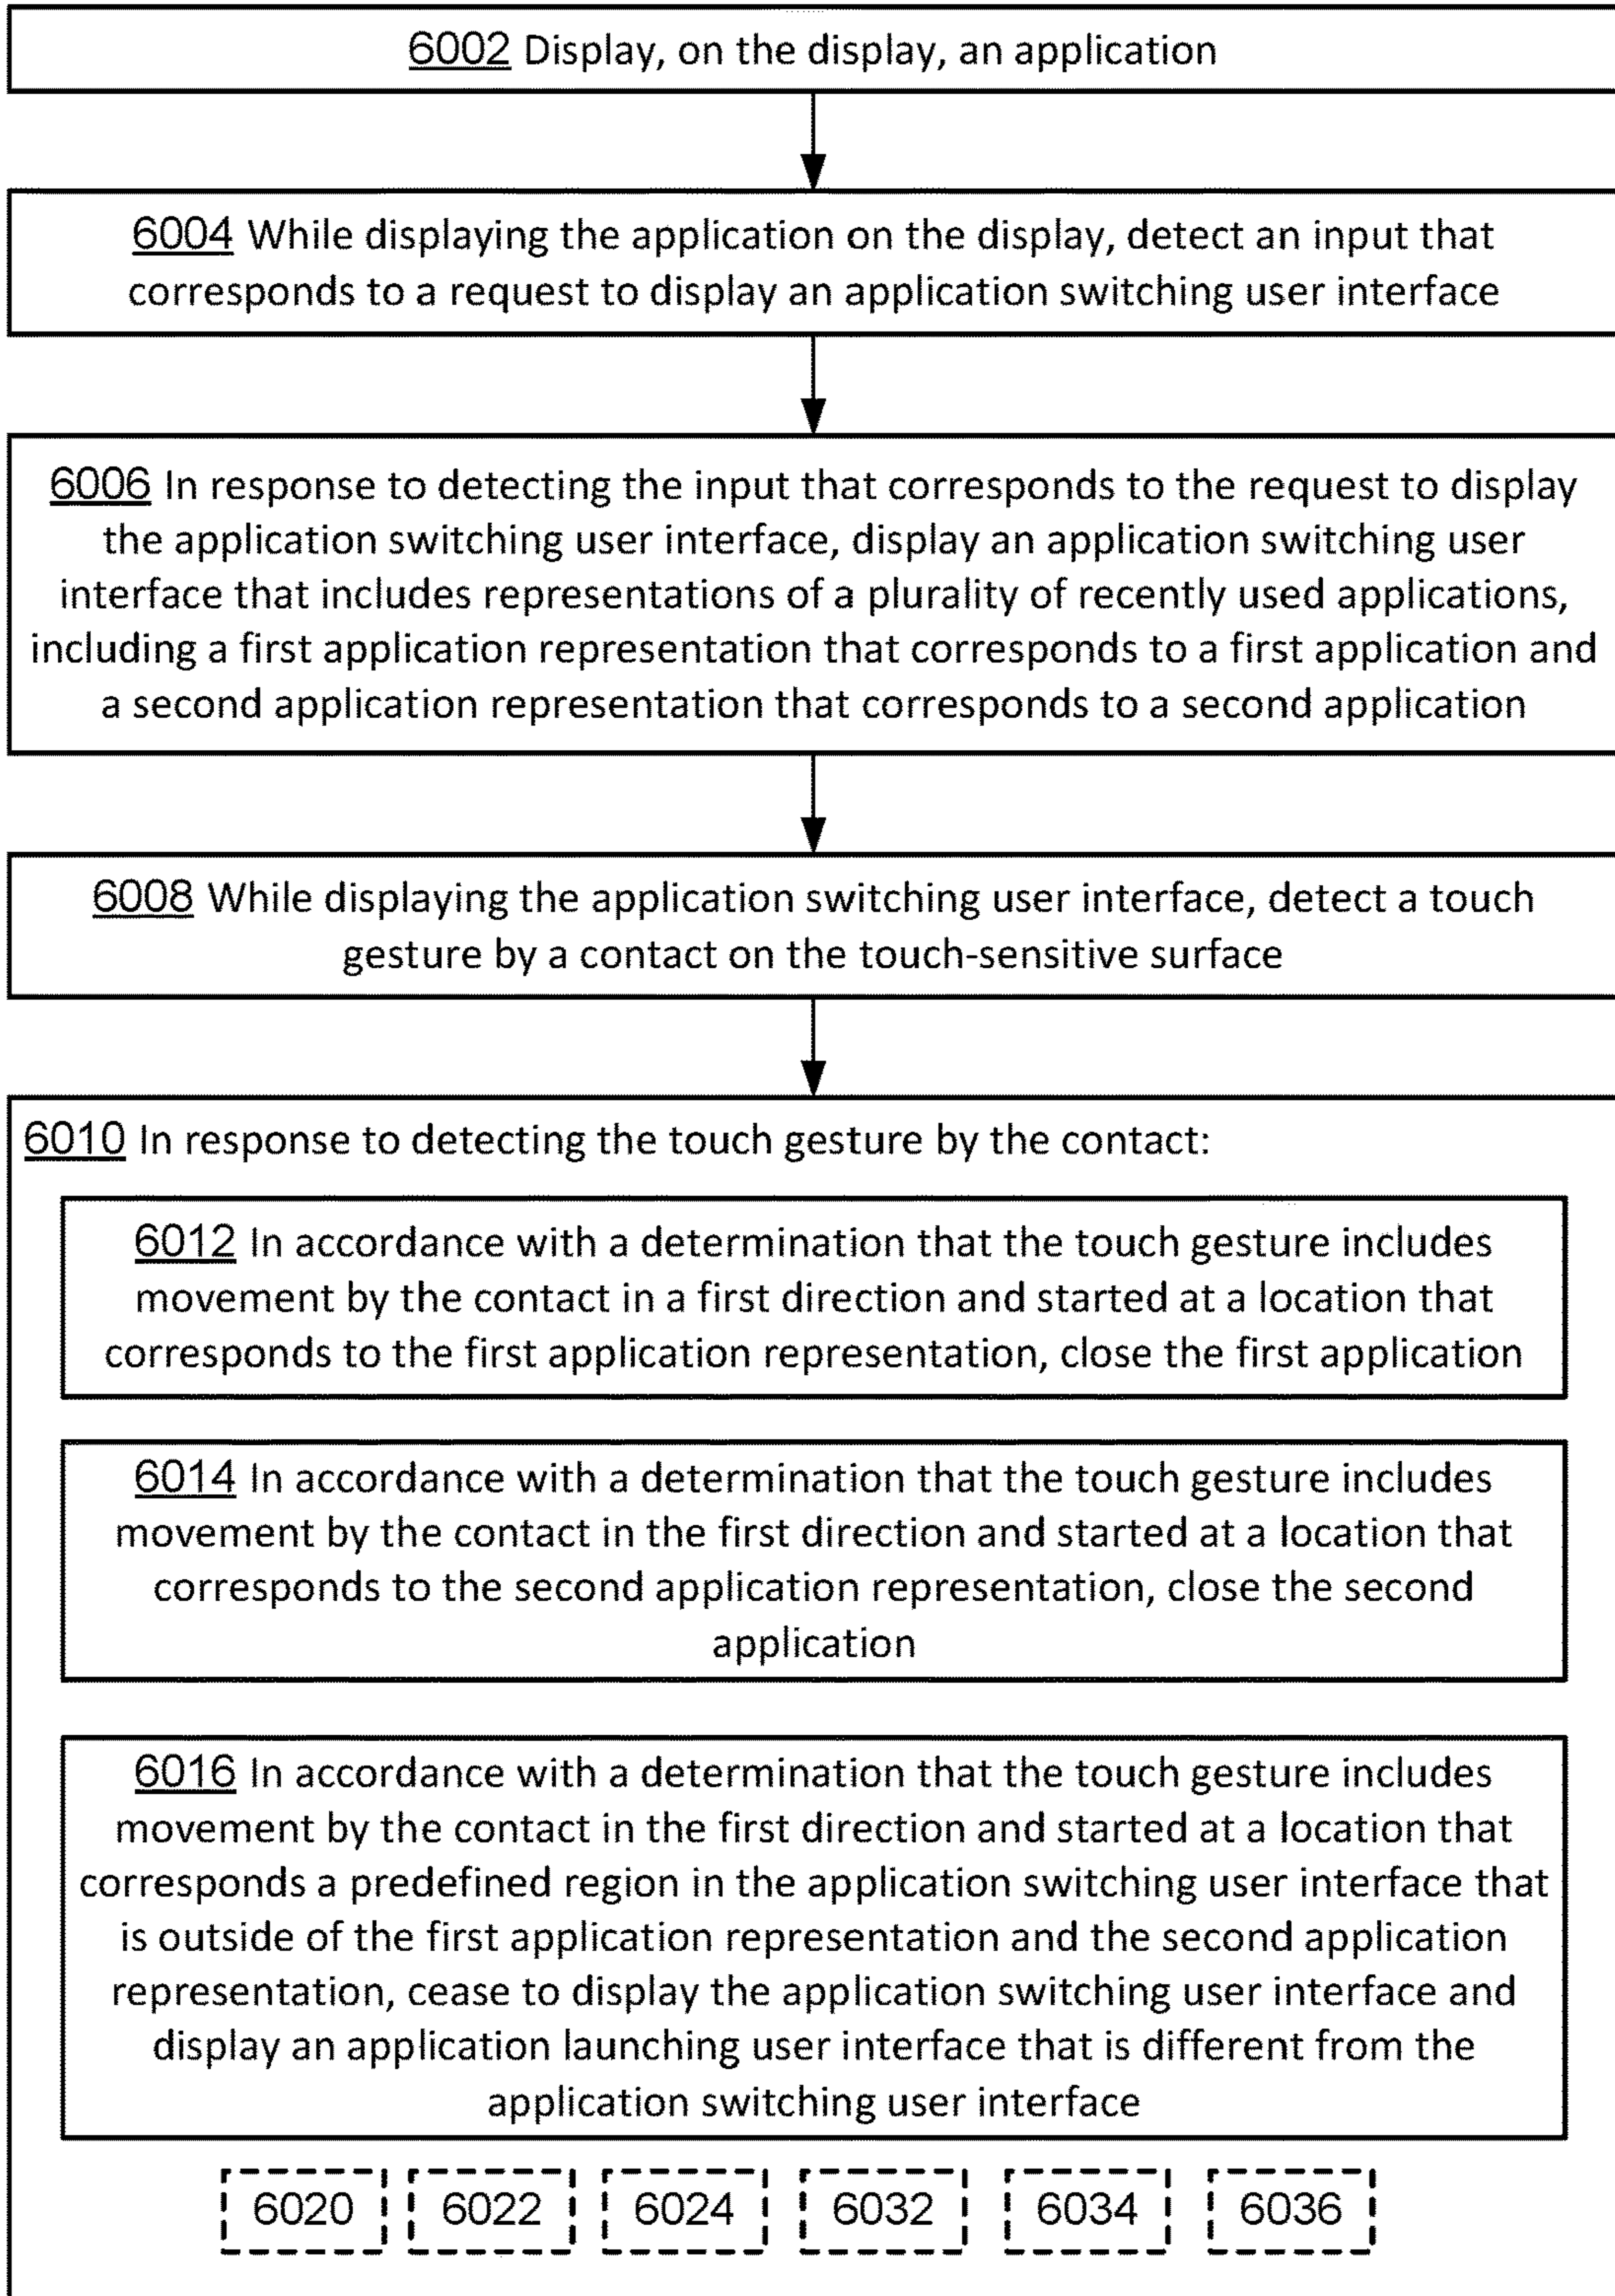 6002 Display, on the display, an application
6004 While displaying the application on the display, detect an input that
corresponds to a request to display an application switching user interface
6006 In response to detecting the input that corresponds to the request to display
the application switching user interface, display an application switching user
interface that includes representations of a plurality of recently used applications,
including a first application representation that corresponds to a first application and
a second application representation that corresponds to a second application
6008 While displaying the application switching user interface, detect a touch
gesture by a contact on the touch-sensitive surface
6010 In response to detecting the touch gesture by the contact:
6012 In accordance with a determination that the touch gesture includes
movement by the contact in a first direction and started at a location that
corresponds to the first application representation, close the first application
6014 In accordance with a determination that the touch gesture includes
movement by the contact in the first direction and started at a location that
corresponds to the second application representation, close the second
application
6016 In accordance with a determination that the touch gesture includes
movement by the contact in the first direction and started at a location that
corresponds a predefined region in the application switching user interface that
is outside of the first application representation and the second application
representation, cease to display the application switching user interface and
display an application launching user interface that is different from the
application switching user interface
6020 6022 6024 6032 6034 6036